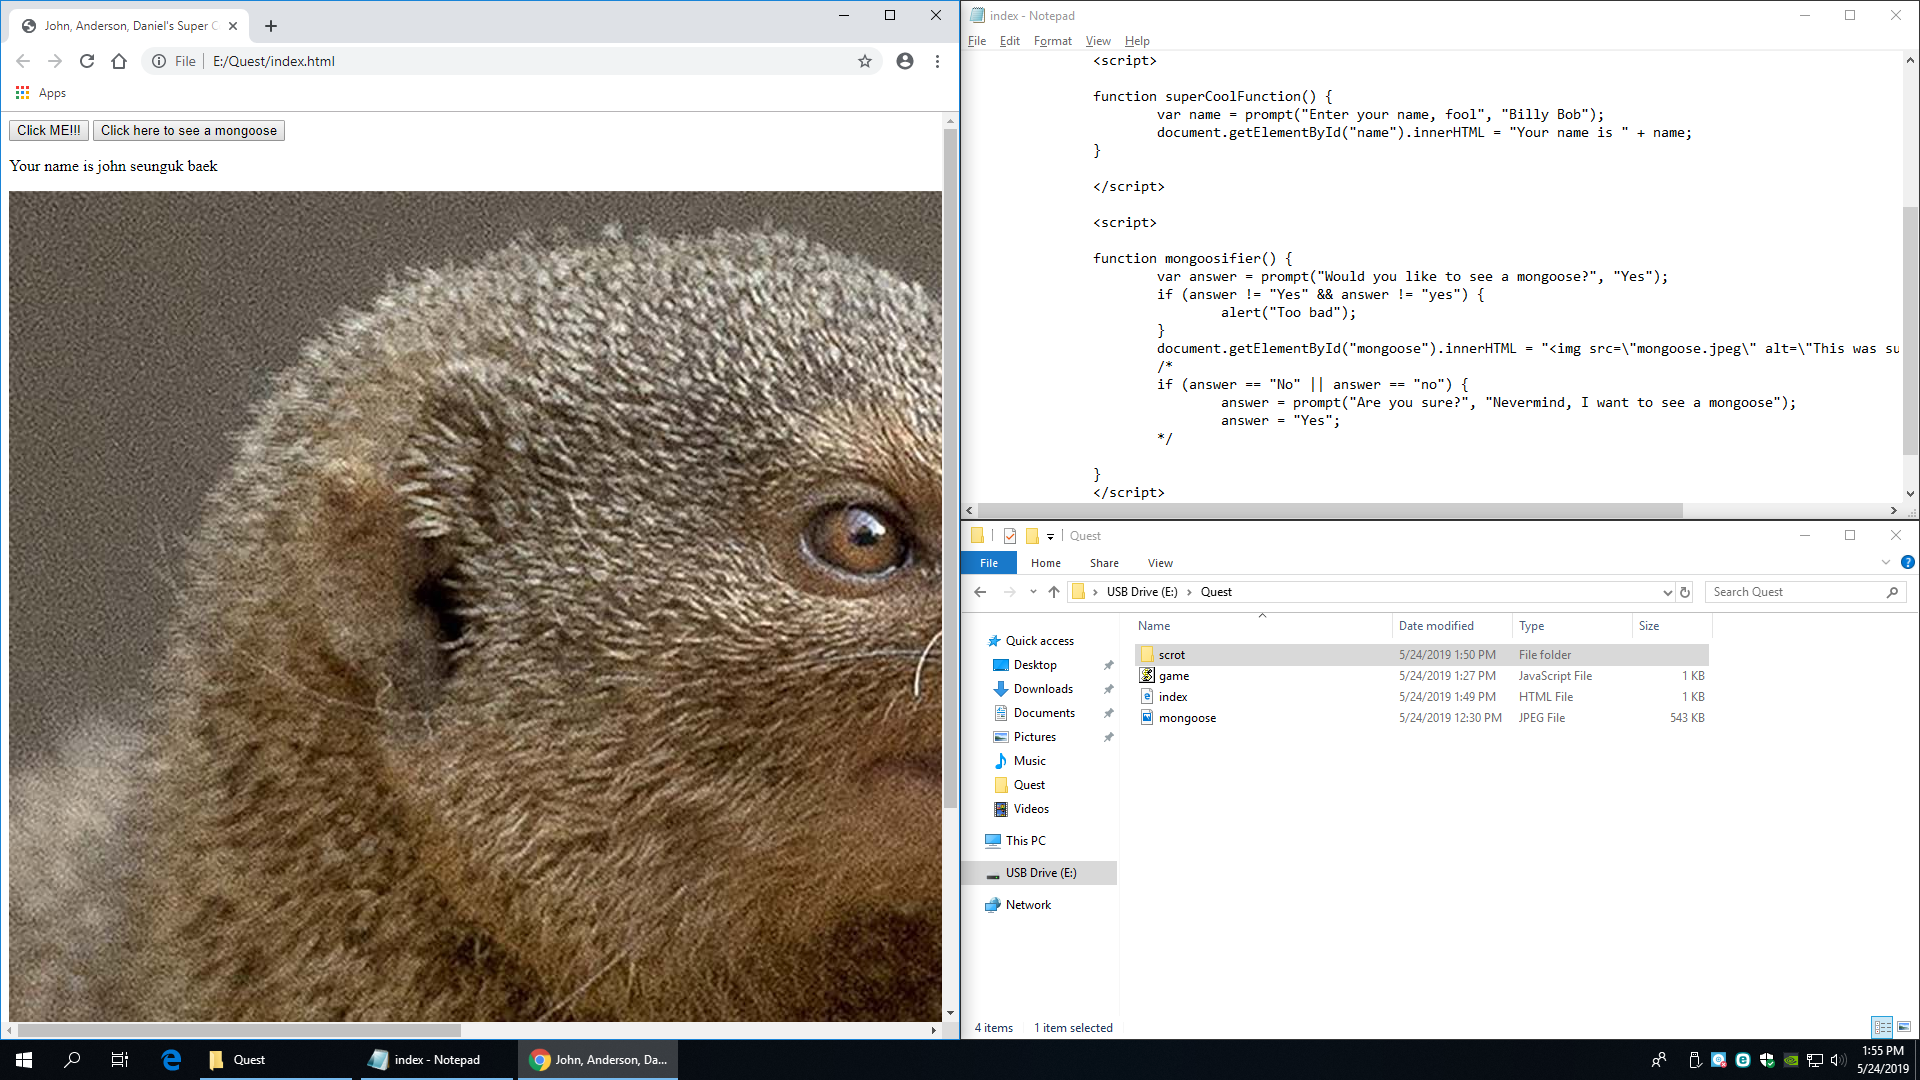 John, Anderson, Daniel's Super C
File
E:/Quest/index.html
Apps
Click ME!!!
Click here to see a mongoose
Your name is john seunguk baek
index - Notepad
File Edit Format View Help
<script>
function superCoolFunction() {
var name = prompt("Enter your name, fool", "Billy Bob");
document.getElementById("name").innerHTML = "Your name is " + name;
}
</script>
<script>
function mongoosifier() {
var answer = prompt("Would you like to see a mongoose?", "Yes");
if (answer != "Yes" && answer != "yes") {
alert("Too bad");
}
document.getElementById("mongoose").innerHTML = "<img src=\"mongoose.jpeg\" alt=\"This was su
/*
if (answer == "No" || answer == "no") {
answer = prompt("Are you sure?", "Nevermind, I want to see a mongoose");
answer = "Yes";
*/
}
</script>
Quest
File Home Share View
USB Drive (E:) Quest
Search Quest
Name Date modified Type Size
scrot 5/24/2019 1:50 PM File folder
game 5/24/2019 1:27 PM JavaScript File 1 KB
index 5/24/2019 1:49 PM HTML File 1 KB
mongoose 5/24/2019 12:30 PM JPEG File 543 KB
Quick access
Desktop
Downloads
Documents
Pictures
Music
Quest
Videos
This PC
USB Drive (E:)
Network
4 items 1 item selected
Quest
index - Notepad
John, Anderson, Da...
1:55 PM
5/24/2019